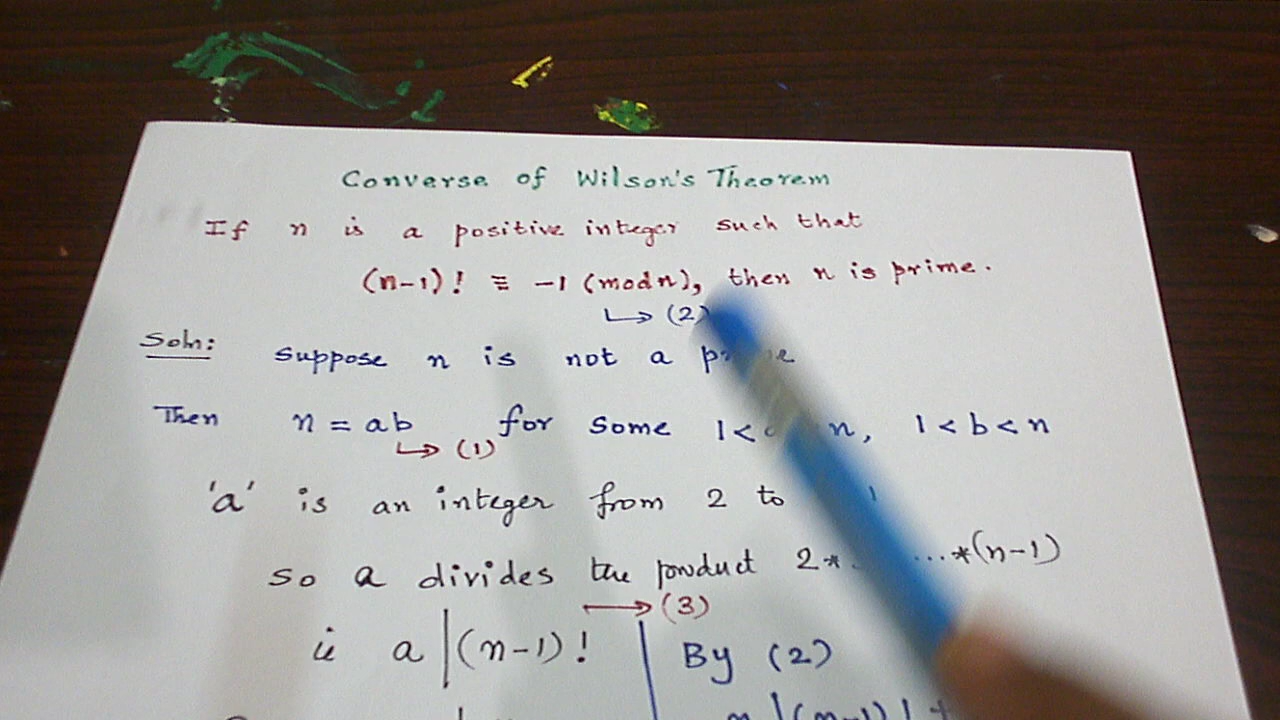 Converse of Wilson's Theorem
If n is a positive integer such that
(n-1)! ≡ -1 (mod n), then n is prime.
↳ (2)
Soln: Suppose n is not a
Then n = ab for some 1< n, 1 < b < n
↳ (1)
'a' is an integer from 2 to
So a divides the product 2* ...*(n-1)
⟶ (3)
ie a | (n-1)! By (2)
n | (n-1)! +